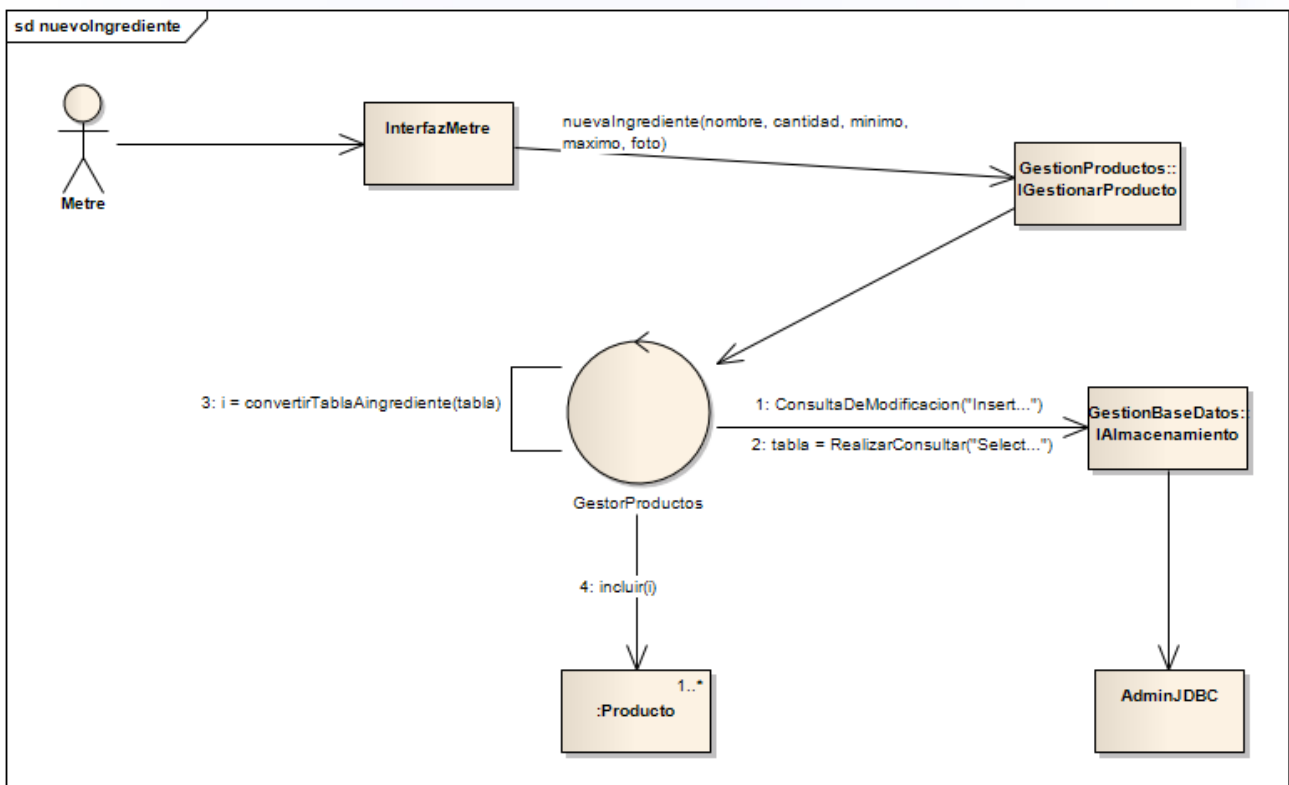 sd nuevoIngrediente
Metre
InterfazMetre
nuevaIngrediente(nombre, cantidad, minimo,
maximo, foto)
GestionProductos::
IGestionarProducto
3: i = convertirTablaAingrediente(tabla)
GestorProductos
1: ConsultaDeModificacion("Insert...")
2: tabla = RealizarConsultar("Select...")
GestionBaseDatos::
IAlmacenamiento
4: incluir(i)
1..*
:Producto
AdminJDBC